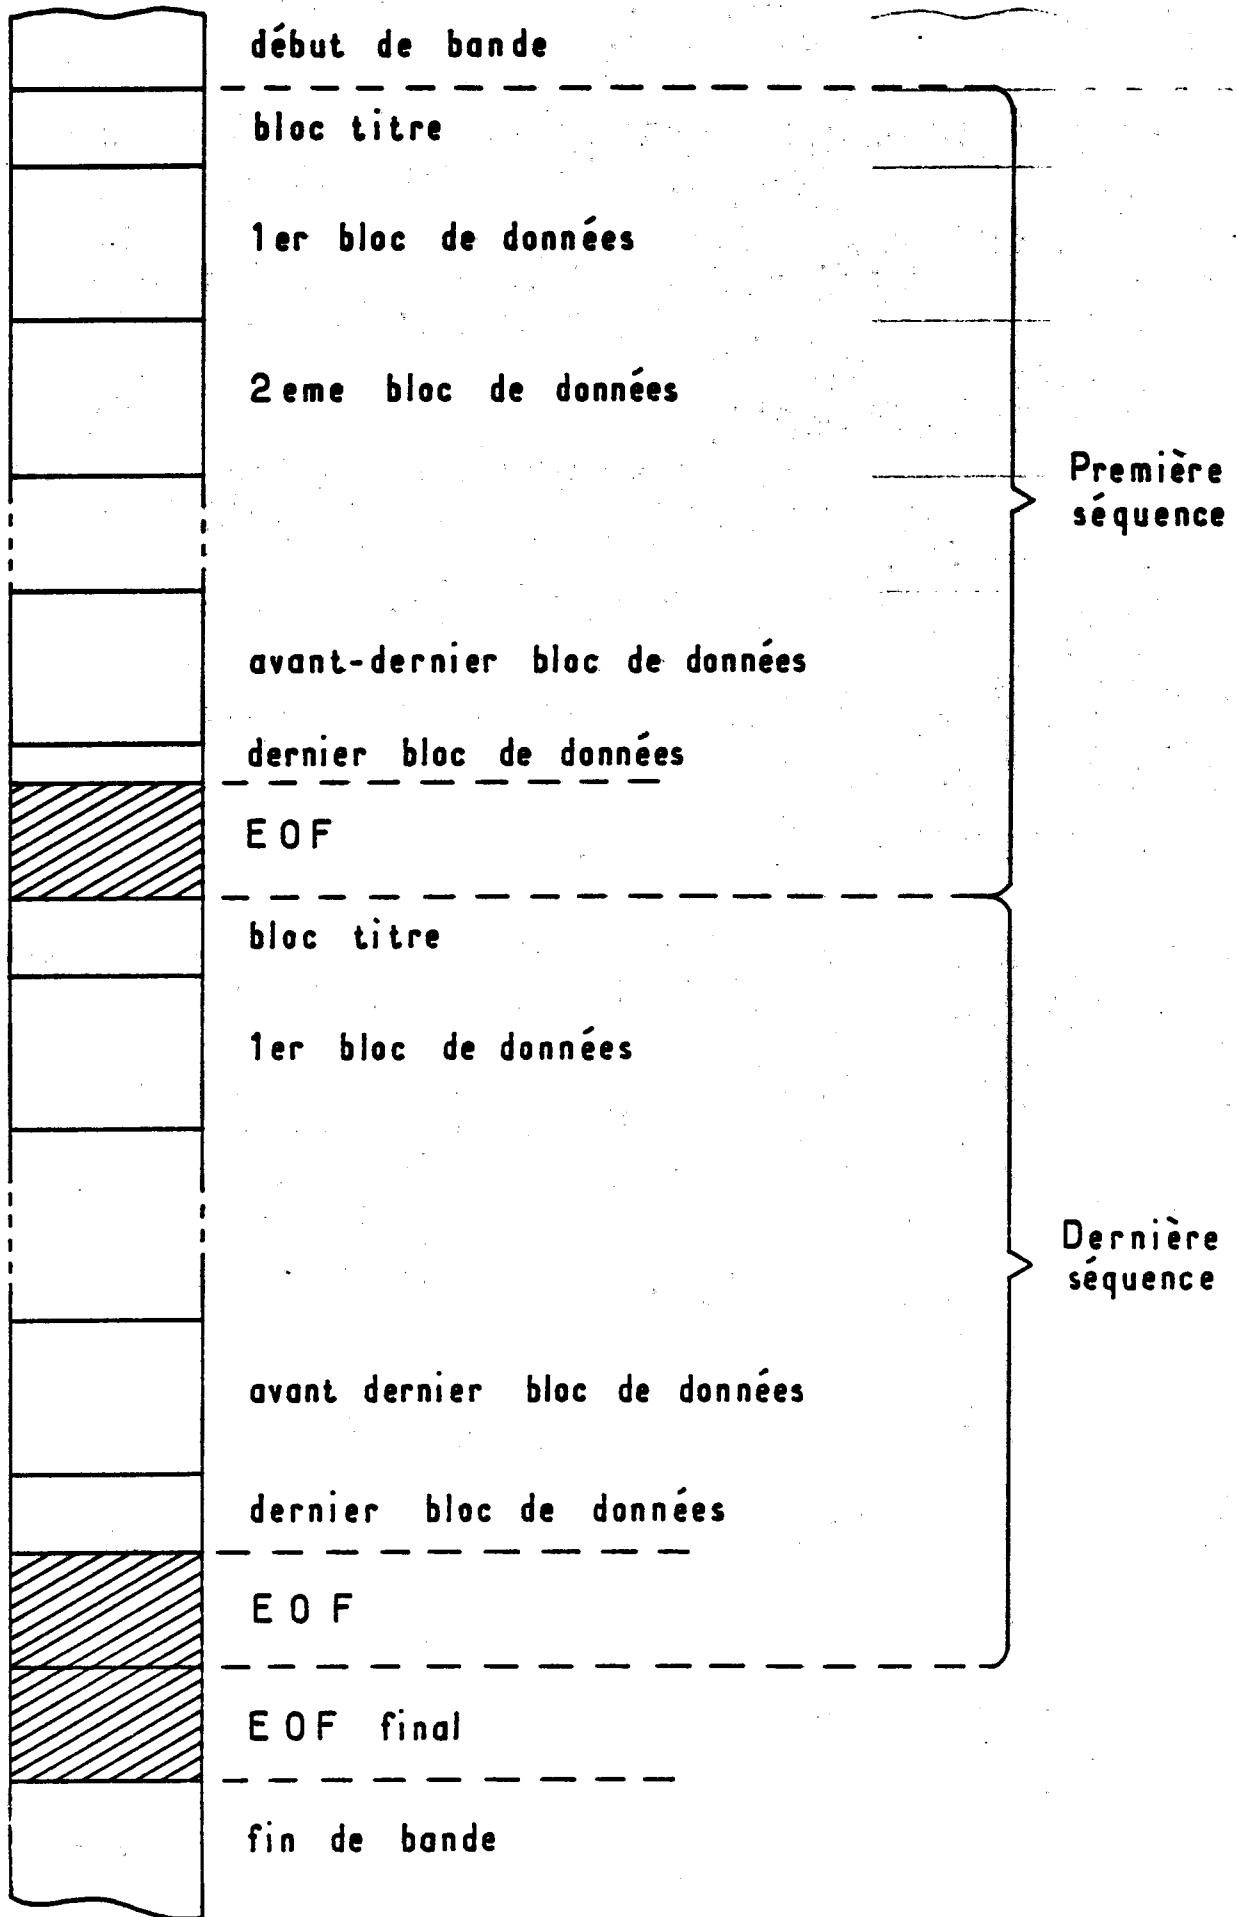 début de bande
bloc titre
1er bloc de données
2eme bloc de données
Première
séquence
avant-dernier bloc de données
dernier bloc de données
EOF
bloc titre
1er bloc de données
Dernière
séquence
avant dernier bloc de données
dernier bloc de données
EOF
EOF final
fin de bande